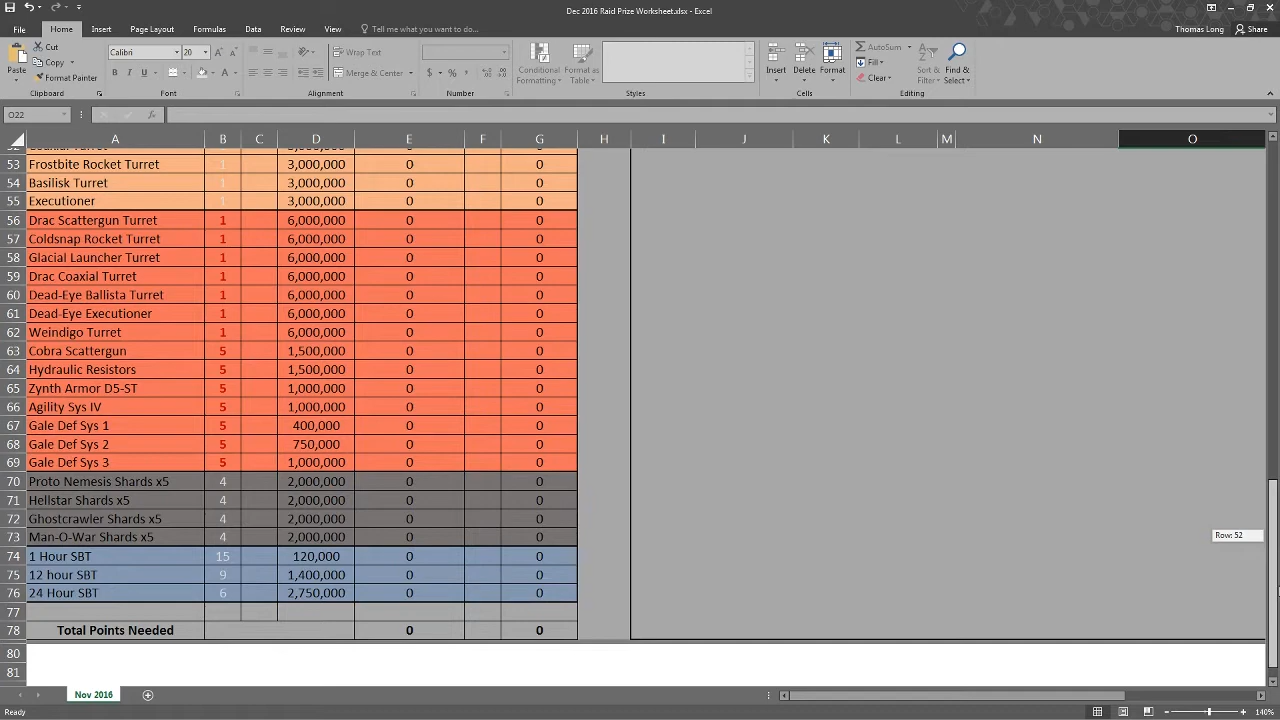 Dec 2016 Raid Prize Worksheet.xlsx - Excel
File Home Insert Page Layout Formulas Data Review View Tell me what you want to do... Thomas Long Share
Paste Cut Copy Format Painter Clipboard
Calibri 20 A A B I U A Font
Wrap Text Merge & Center Alignment
$ % , Number
Conditional Formatting Format as Table Styles
Insert Delete Format Cells
AutoSum Fill Clear Sort & Filter Find & Select Editing
O22 fx
A B C D E F G H I J K L M N O
53 Frostbite Rocket Turret 1 3,000,000 0 0
54 Basilisk Turret 1 3,000,000 0 0
55 Executioner 1 3,000,000 0 0
56 Drac Scattergun Turret 1 6,000,000 0 0
57 Coldsnap Rocket Turret 1 6,000,000 0 0
58 Glacial Launcher Turret 1 6,000,000 0 0
59 Drac Coaxial Turret 1 6,000,000 0 0
60 Dead-Eye Ballista Turret 1 6,000,000 0 0
61 Dead-Eye Executioner 1 6,000,000 0 0
62 Weindigo Turret 1 6,000,000 0 0
63 Cobra Scattergun 5 1,500,000 0 0
64 Hydraulic Resistors 5 1,500,000 0 0
65 Zynth Armor D5-ST 5 1,000,000 0 0
66 Agility Sys IV 5 1,000,000 0 0
67 Gale Def Sys 1 5 400,000 0 0
68 Gale Def Sys 2 5 750,000 0 0
69 Gale Def Sys 3 5 1,000,000 0 0
70 Proto Nemesis Shards x5 4 2,000,000 0 0
71 Hellstar Shards x5 4 2,000,000 0 0
72 Ghostcrawler Shards x5 4 2,000,000 0 0
73 Man-O-War Shards x5 4 2,000,000 0 0
Row: 52
74 1 Hour SBT 15 120,000 0 0
75 12 hour SBT 9 1,400,000 0 0
76 24 Hour SBT 6 2,750,000 0 0
77
78 Total Points Needed 0 0
80
81
Nov 2016
Ready 140%